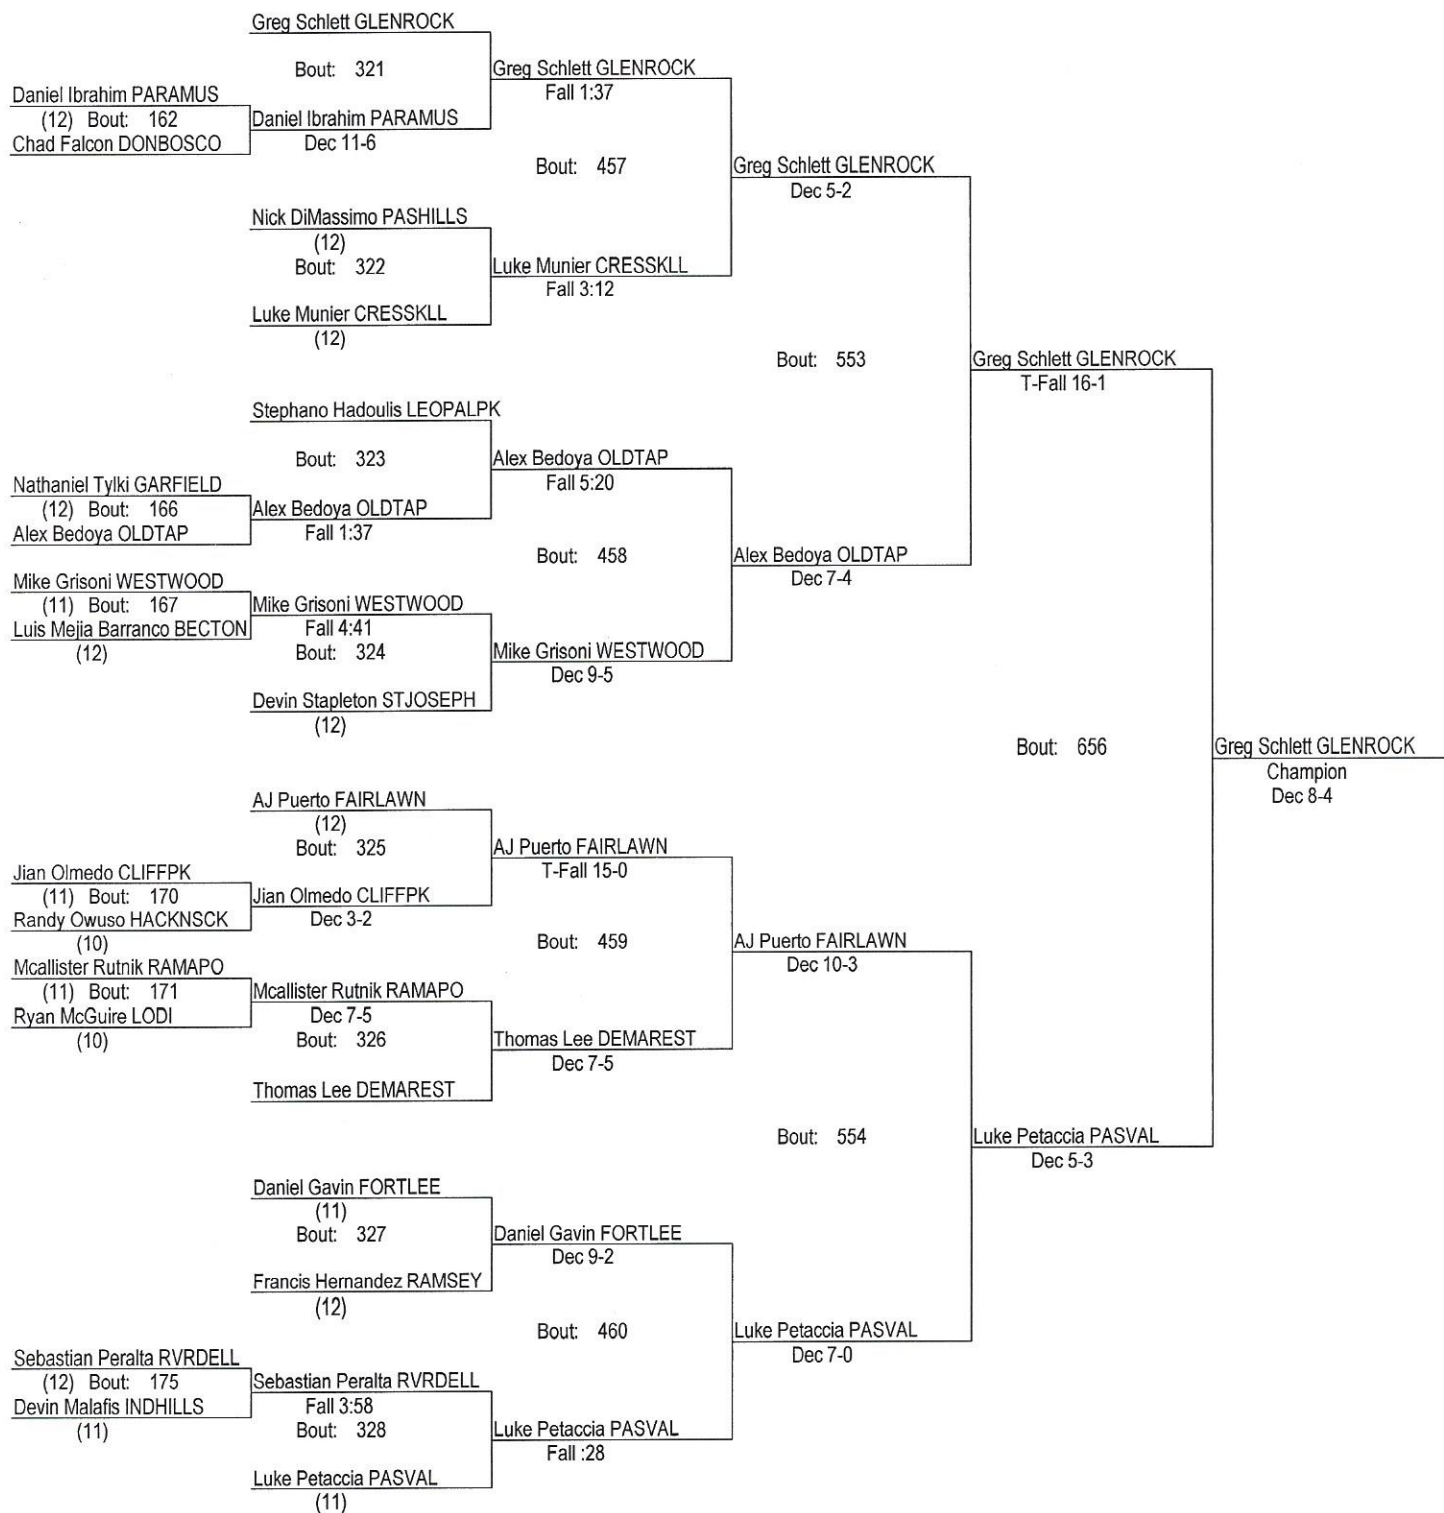 Greg Schlett GLENROCK
Bout: 321
Greg Schlett GLENROCK
Fall 1:37
Daniel Ibrahim PARAMUS
(12) Bout: 162
Chad Falcon DONBOSCO
Daniel Ibrahim PARAMUS
Dec 11-6
Bout: 457
Greg Schlett GLENROCK
Dec 5-2
Nick DiMassimo PASHILLS
(12)
Bout: 322
Luke Munier CRESSKLL
Fall 3:12
Luke Munier CRESSKLL
(12)
Bout: 553
Greg Schlett GLENROCK
T-Fall 16-1
Stephano Hadoulis LEOPALPK
Bout: 323
Alex Bedoya OLDTAP
Fall 5:20
Nathaniel Tylki GARFIELD
(12) Bout: 166
Alex Bedoya OLDTAP
Alex Bedoya OLDTAP
Fall 1:37
Bout: 458
Alex Bedoya OLDTAP
Dec 7-4
Mike Grisoni WESTWOOD
(11) Bout: 167
Luis Mejia Barranco BECTON
(12)
Mike Grisoni WESTWOOD
Fall 4:41
Bout: 324
Mike Grisoni WESTWOOD
Dec 9-5
Devin Stapleton STJOSEPH
(12)
Bout: 656
Greg Schlett GLENROCK
Champion
Dec 8-4
AJ Puerto FAIRLAWN
(12)
Bout: 325
AJ Puerto FAIRLAWN
T-Fall 15-0
Jian Olmedo CLIFFPK
(11) Bout: 170
Randy Owuso HACKNSCK
(10)
Jian Olmedo CLIFFPK
Dec 3-2
Bout: 459
AJ Puerto FAIRLAWN
Dec 10-3
Mcallister Rutnik RAMAPO
(11) Bout: 171
Ryan McGuire LODI
(10)
Mcallister Rutnik RAMAPO
Dec 7-5
Bout: 326
Thomas Lee DEMAREST
Dec 7-5
Thomas Lee DEMAREST
Bout: 554
Luke Petaccia PASVAL
Dec 5-3
Daniel Gavin FORTLEE
(11)
Bout: 327
Daniel Gavin FORTLEE
Dec 9-2
Francis Hernandez RAMSEY
(12)
Bout: 460
Luke Petaccia PASVAL
Dec 7-0
Sebastian Peralta RVRDELL
(12) Bout: 175
Devin Malafis INDHILLS
(11)
Sebastian Peralta RVRDELL
Fall 3:58
Bout: 328
Luke Petaccia PASVAL
Fall :28
Luke Petaccia PASVAL
(11)